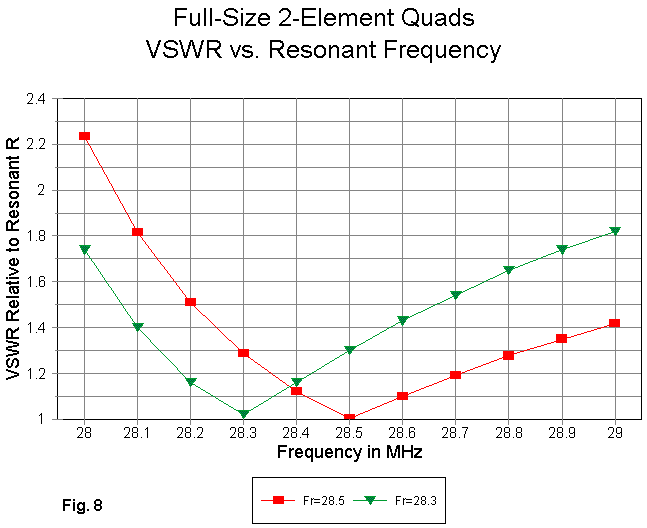 Full-Size 2-Element Quads
VSWR vs. Resonant Frequency
VSWR Relative to Resonant R
2.4
2.2
2
1.8
1.6
1.4
1.2
1
28 28.1 28.2 28.3 28.4 28.5 28.6 28.7 28.8 28.9 29
Frequency in MHz
Fr=28.5 Fr=28.3
Fig. 8